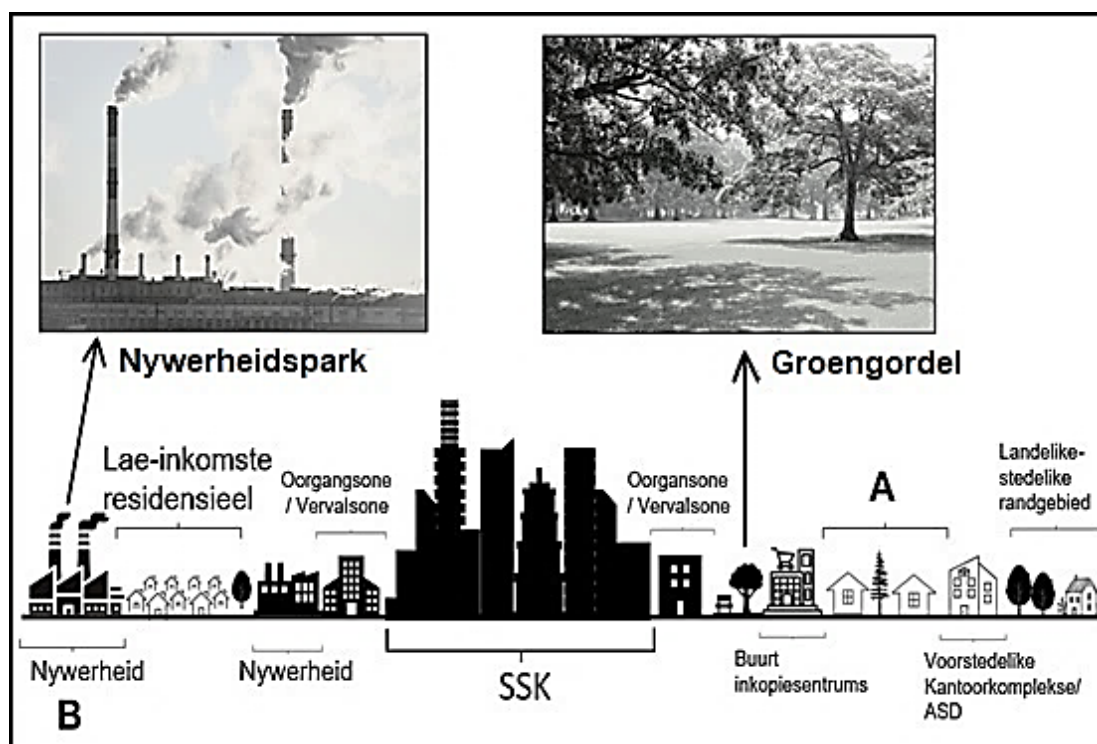 Nywerheidspark
Groengordel
Lae-inkomste
residensieel
Oorgangsone
/ Vervalsone
Oorgansone
/ Vervalsone
A
Landelike-
stedelike
randgebied
Nywerheid
B
Nywerheid
SSK
Buurt
inkopiesentrums
Voorstedelike
Kantoorkomplekse/
ASD